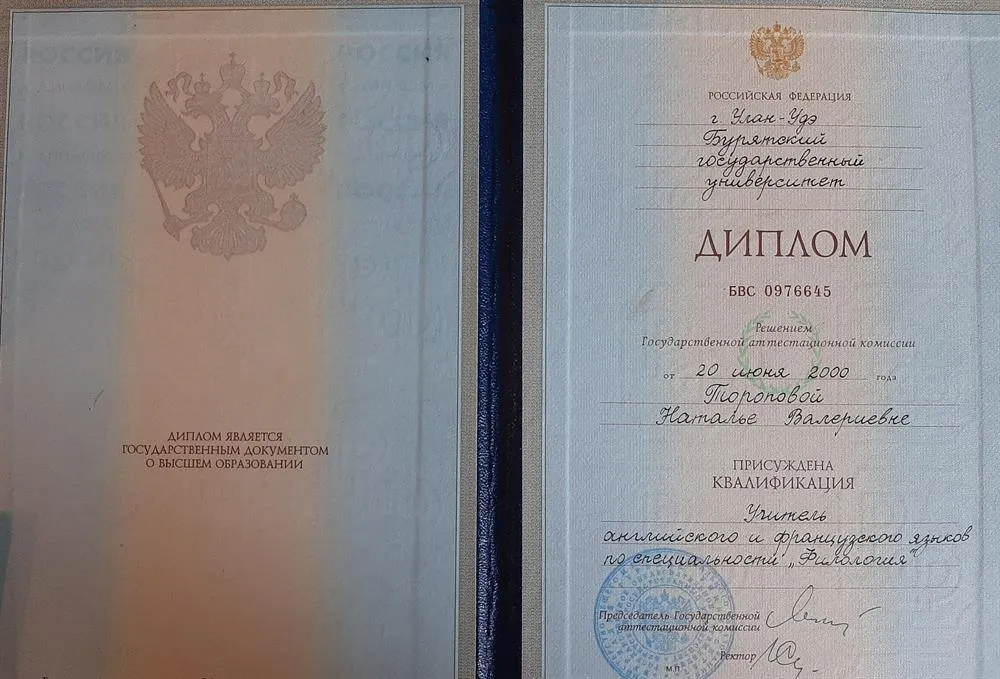 ДИПЛОМ ЯВЛЯЕТСЯ
ГОСУДАРСТВЕННЫМ ДОКУМЕНТОМ
О ВЫСШЕМ ОБРАЗОВАНИИ
РОССИЙСКАЯ ФЕДЕРАЦИЯ
г. Улан-Удэ
Бурятский
государственный
университет
ДИПЛОМ
БВС 0976645
Решением
Государственной аттестационной комиссии
от 20 июня 2000 года
Тороповой
Наталье Валериевне
ПРИСУЖДЕНА
КВАЛИФИКАЦИЯ
Учитель
английского и французского языков
по специальности „Филология"
Председатель Государственной
аттестационной комиссии
Ректор
М.П.